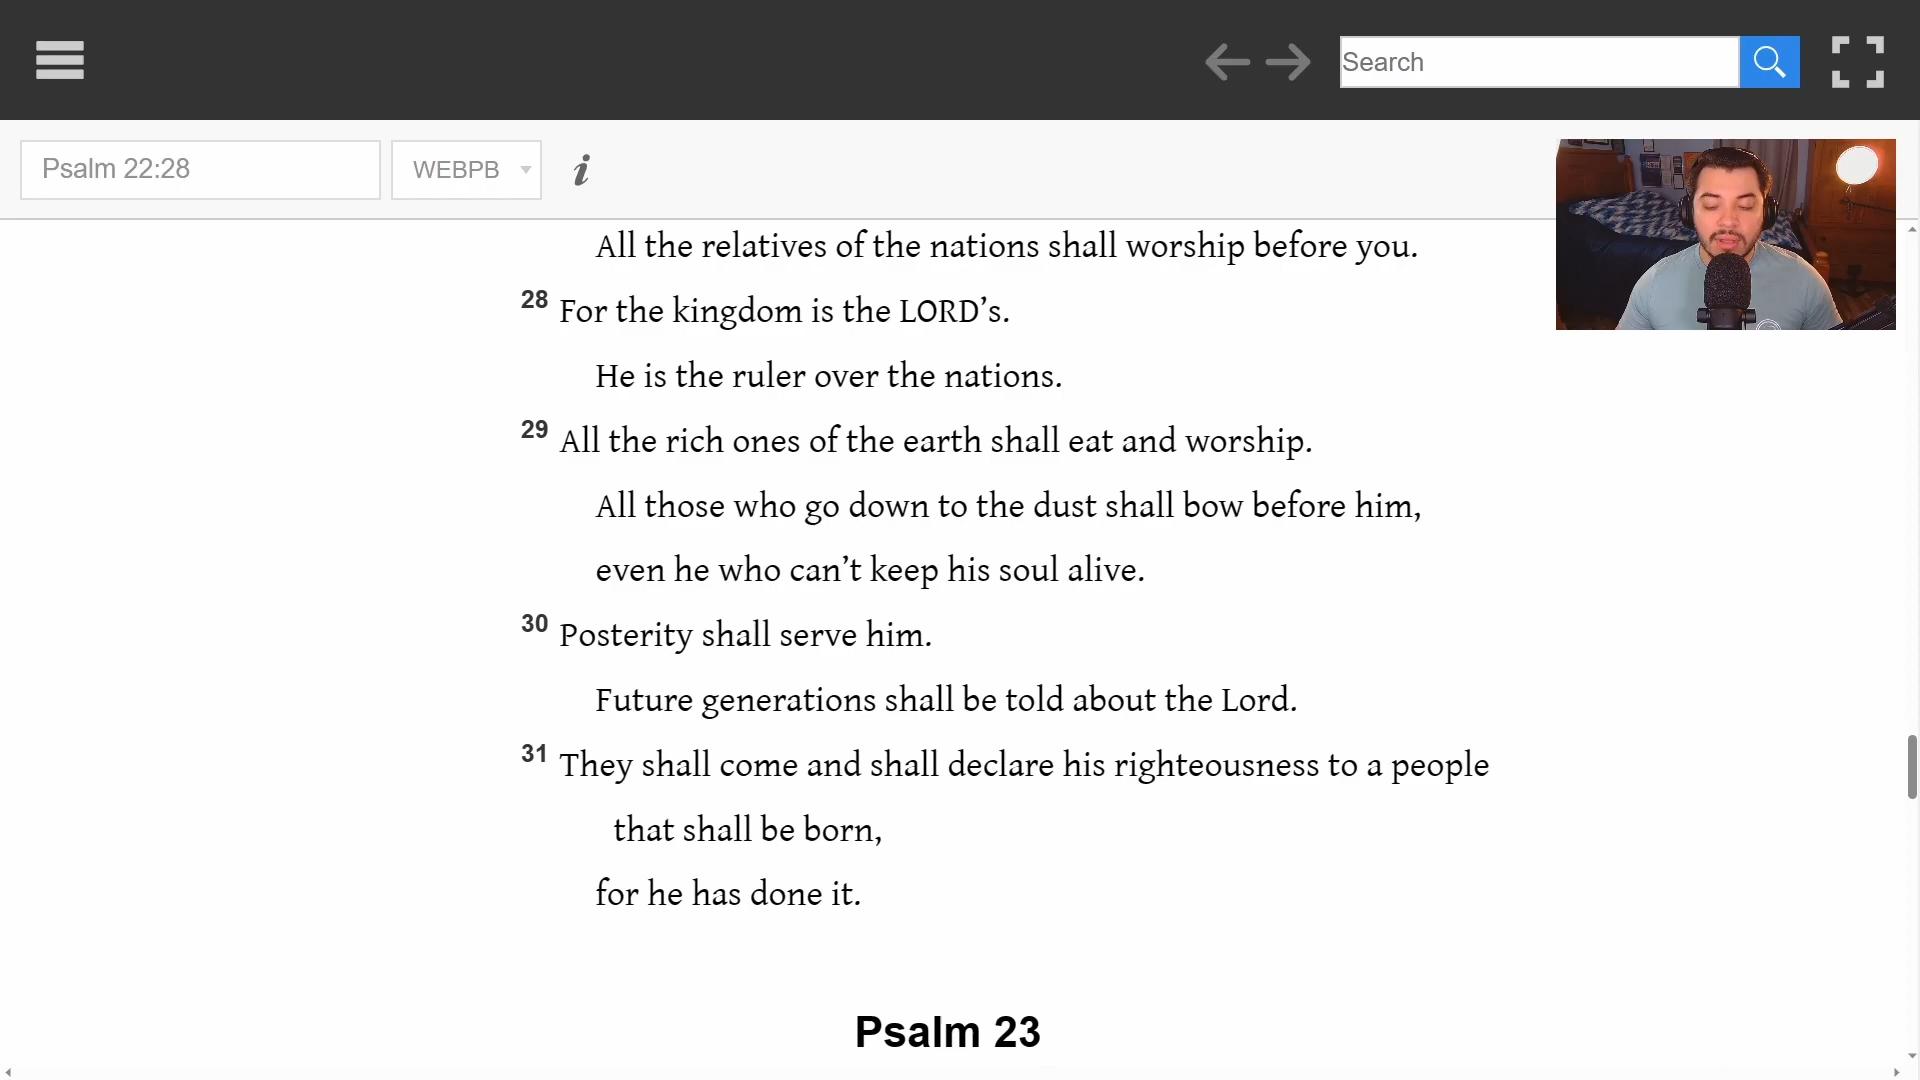 Search
Psalm 22:28
WEBPB
i
All the relatives of the nations shall worship before you.
28 For the kingdom is the LORD’s.
He is the ruler over the nations.
29 All the rich ones of the earth shall eat and worship.
All those who go down to the dust shall bow before him,
even he who can’t keep his soul alive.
30 Posterity shall serve him.
Future generations shall be told about the Lord.
31 They shall come and shall declare his righteousness to a people
that shall be born,
for he has done it.
Psalm 23